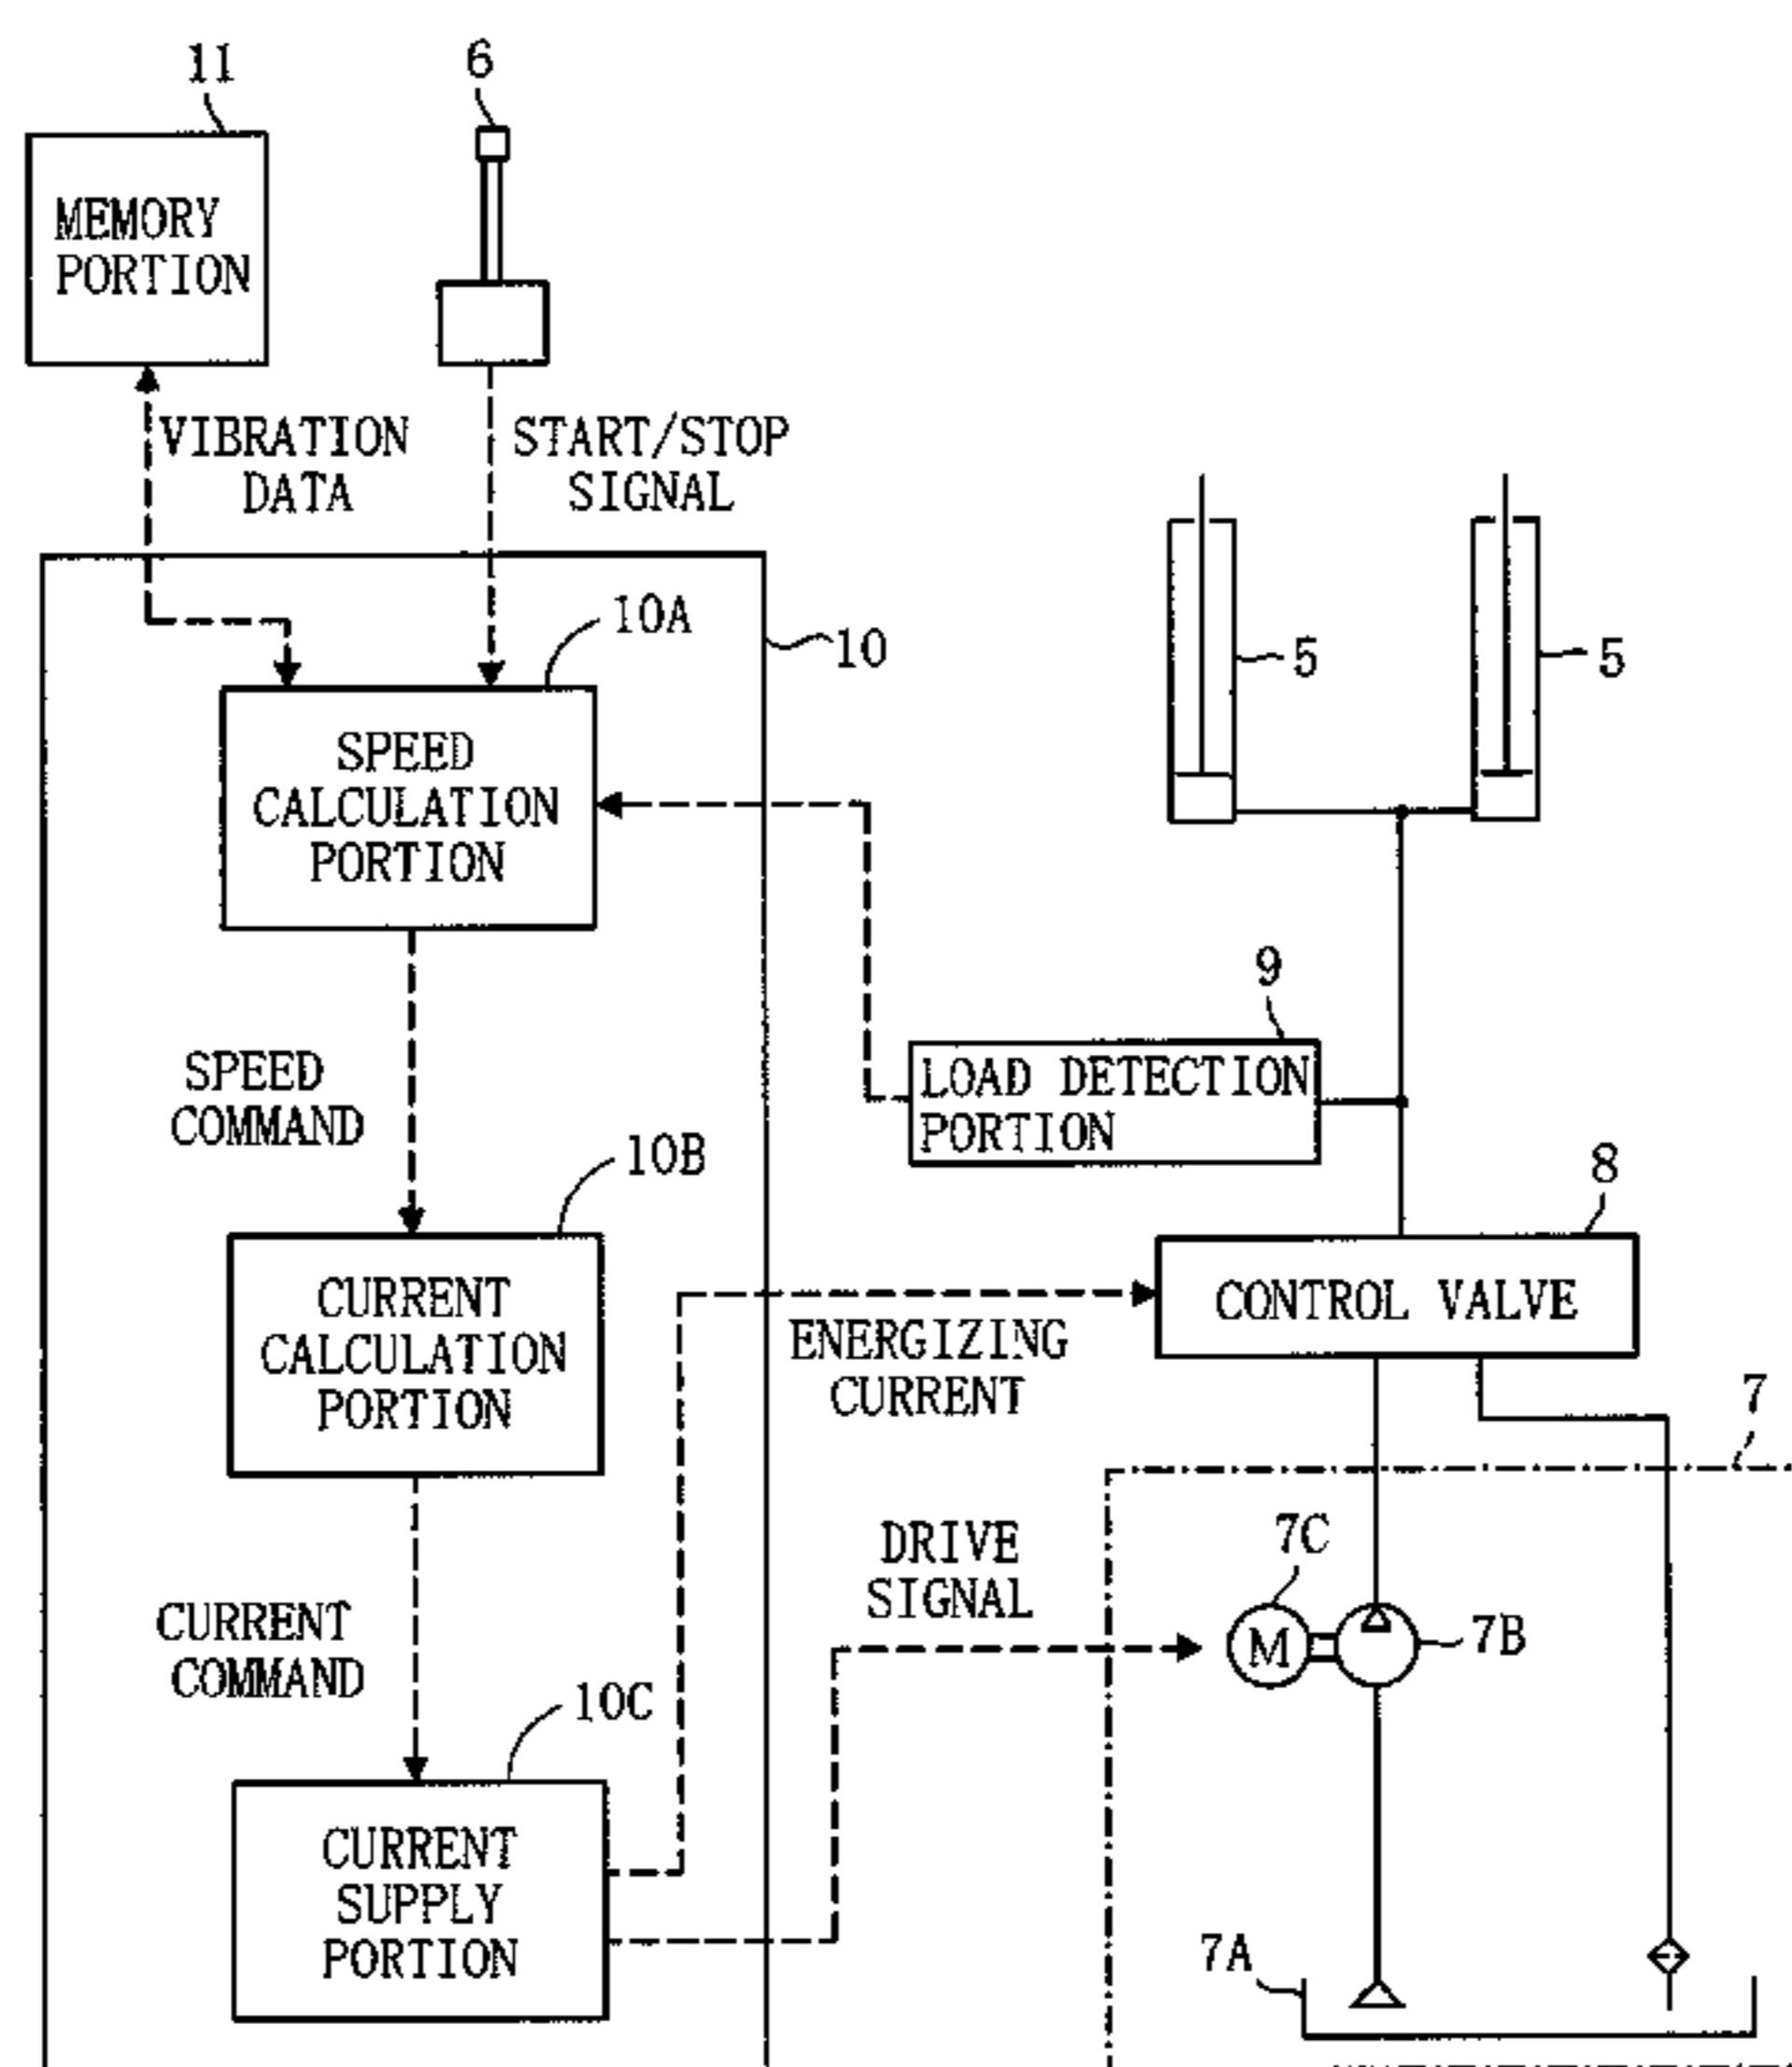 11
6
MEMORY
PORTION
VIBRATION
DATA
START/STOP
SIGNAL
10A
10
5
5
SPEED
CALCULATION
PORTION
9
LOAD DETECTION
PORTION
SPEED
COMMAND
10B
8
CURRENT
CALCULATION
PORTION
CONTROL VALVE
ENERGIZING
CURRENT
7
DRIVE
SIGNAL
7C
M
7B
CURRENT
COMMAND
10C
CURRENT
SUPPLY
PORTION
7A